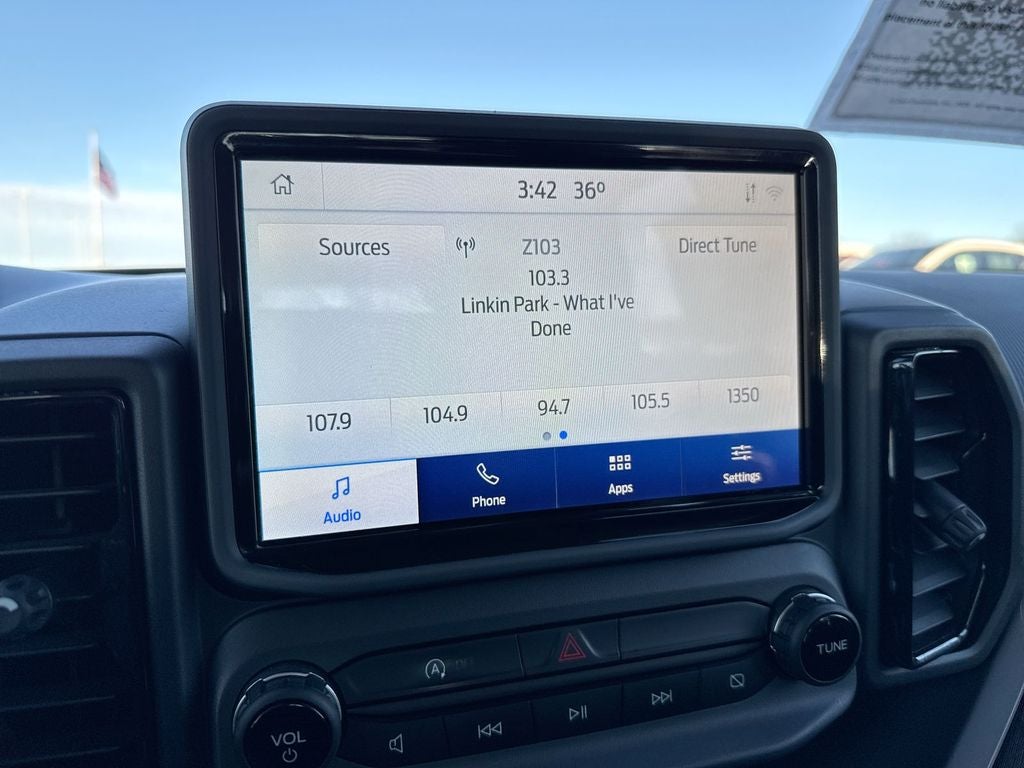 3:42 36º
Sources
Z103
Direct Tune
103.3
Linkin Park - What I've
Done
107.9
104.9
94.7
105.5
1350
Audio
Phone
Apps
Settings
A
TUNE
VOL